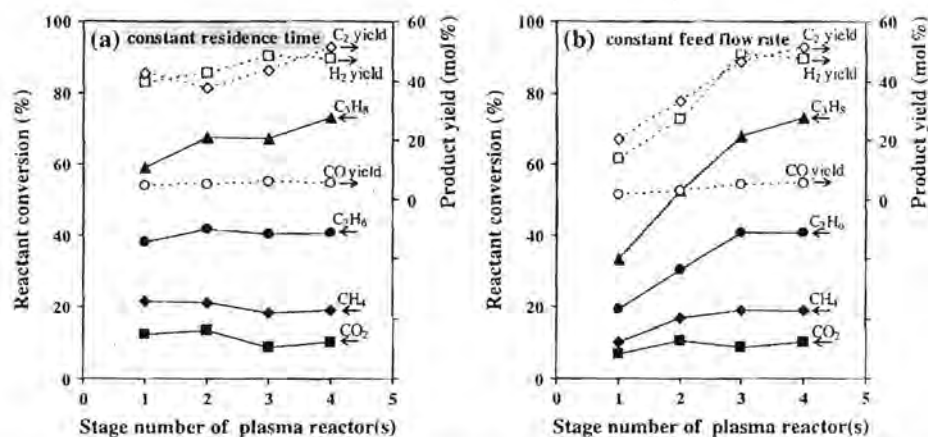 (a) constant residence time
C2 yield
H2 yield
C3H8
CO yield
C2H6
CH4
CO2
Reactant conversion (%)
100
80
60
40
20
0
Product yield (mol%)
60
40
20
0
0 1 2 3 4 5
Stage number of plasma reactor(s)
(b) constant feed flow rate
C2 yield
H2 yield
C3H8
CO yield
C2H6
CH4
CO2
Reactant conversion (%)
100
80
60
40
20
0
Product yield (mol%)
60
40
20
0
0 1 2 3 4 5
Stage number of plasma reactor(s)